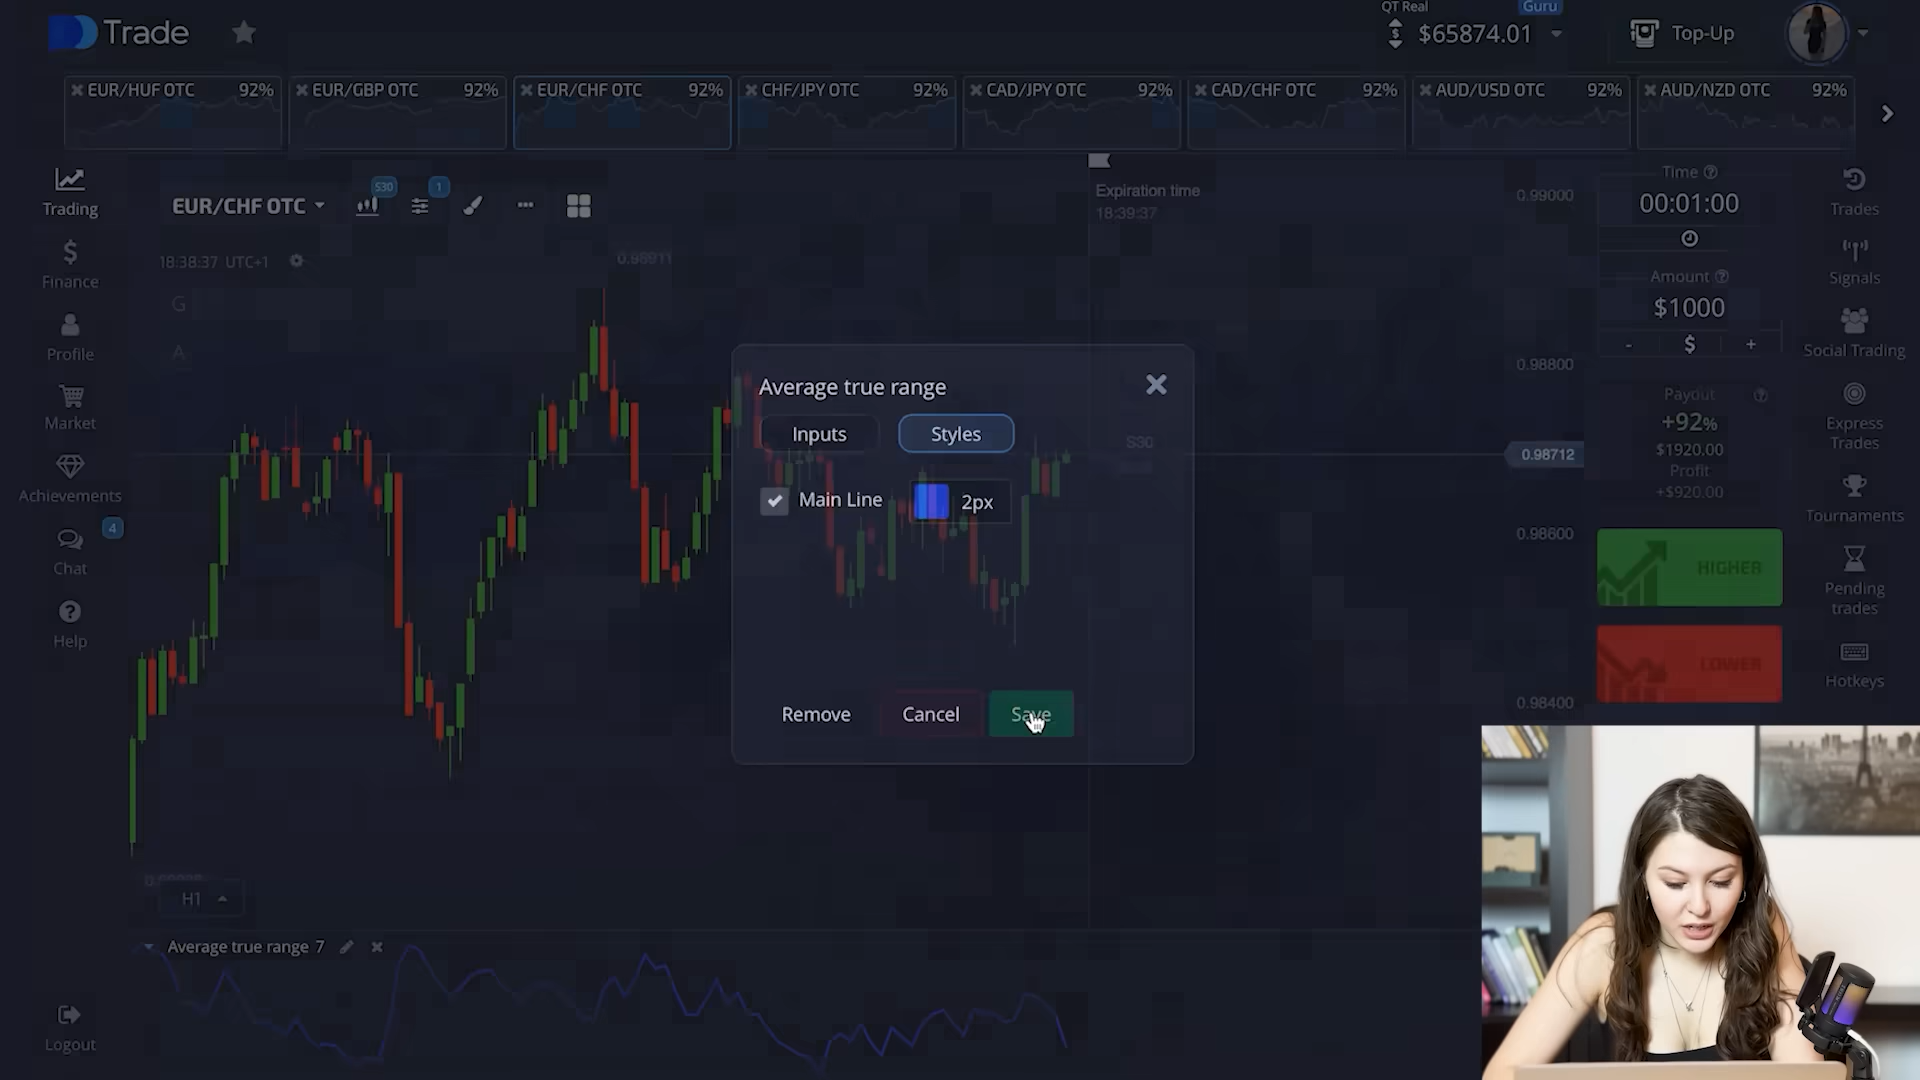 Trade
QT Real
Guru
$65874.01
Top-Up
EUR/HUF OTC 92%
EUR/GBP OTC 92%
EUR/CHF OTC 92%
CHF/JPY OTC 92%
CAD/JPY OTC 92%
CAD/CHF OTC 92%
AUD/USD OTC 92%
AUD/NZD OTC 92%
Trading
Finance
Profile
Market
Achievements
4
Chat
Help
Logout
EUR/CHF OTC
S30
1
18:38:37 UTC+1
G
A
0.98911
Expiration time
18:39:37
0.99000
0.98800
S30
0.98712
0.98600
0.98400
Average true range
Inputs
Styles
Main Line
2px
Remove
Cancel
Save
H1
Average true range 7
Time
00:01:00
Amount
$1000
- $ +
Payout
+92%
$1920.00
Profit
+$920.00
HIGHER
LOWER
Trades
Signals
Social Trading
Express
Trades
Tournaments
Pending
trades
Hotkeys